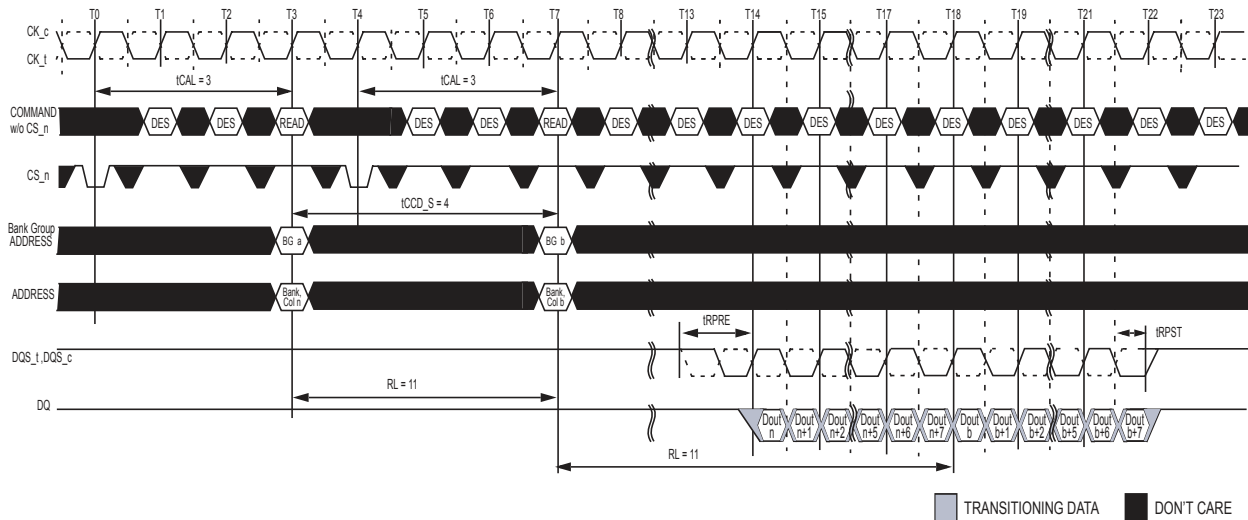 T0 T1 T2 T3 T4 T5 T6 T7 T8 T13 T14 T15 T17 T18 T19 T21 T22 T23
CK_c
CK_t
tCAL = 3 tCAL = 3
COMMAND
w/o CS_n
DES DES READ DES DES READ DES DES DES DES DES DES DES DES DES DES
CS_n
tCCD_S = 4
Bank Group
ADDRESS
BG a BG b
ADDRESS
Bank, Bank,
Col n Col b
tRPRE tRPST
DQS_t ,DQS_c
RL = 11
DQ
Dout Dout Dout Dout Dout Dout Dout Dout Dout Dout Dout Dout
n n+1 n+2 n+5 n+6 n+7 b b+1 b+2 b+5 b+6 b+7
RL = 11
TRANSITIONING DATA DON'T CARE